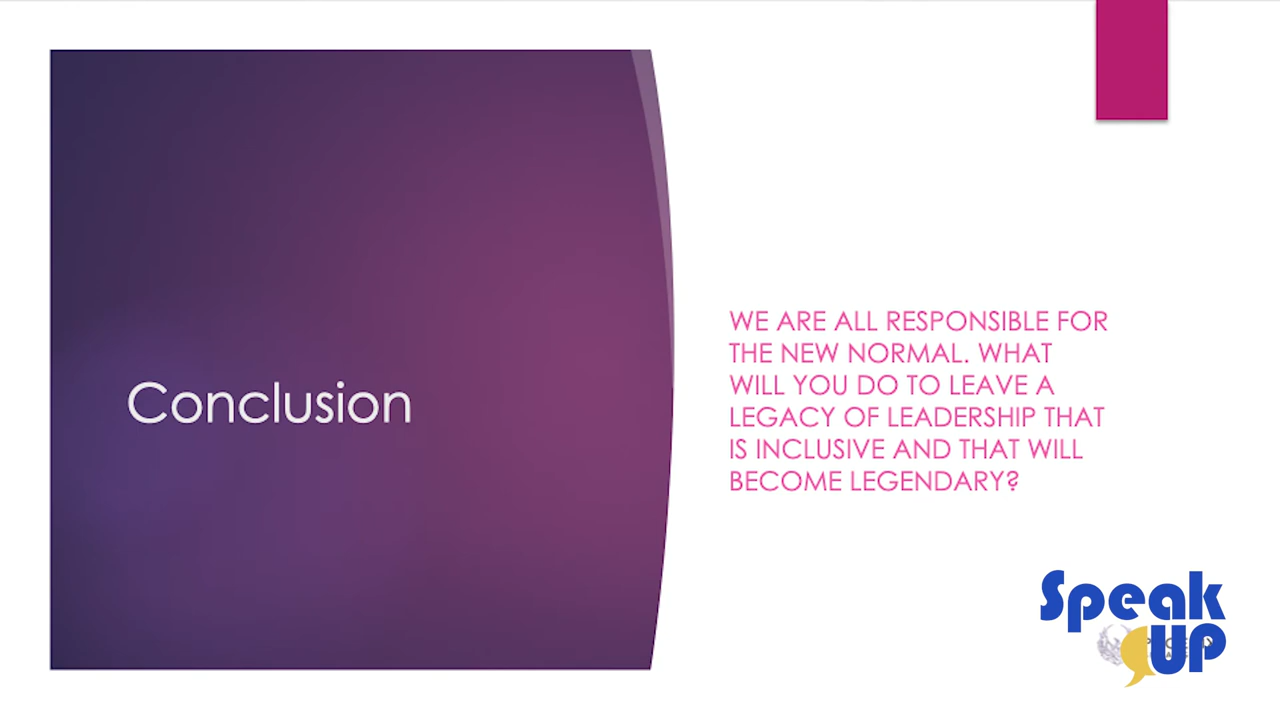 Conclusion
WE ARE ALL RESPONSIBLE FOR
THE NEW NORMAL. WHAT
WILL YOU DO TO LEAVE A
LEGACY OF LEADERSHIP THAT
IS INCLUSIVE AND THAT WILL
BECOME LEGENDARY?
Speak
UP